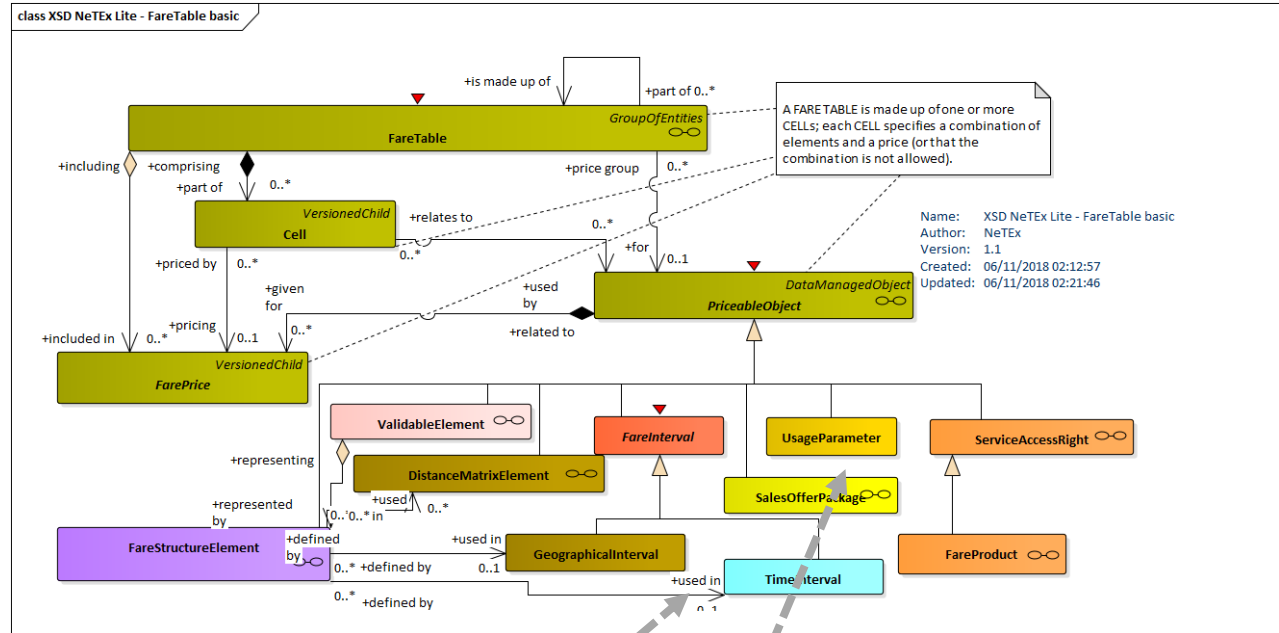 class XSD NeTEx Lite - FareTable basic
+is made up of
+part of 0..*
GroupOfEntities
FareTable
A FARE TABLE is made up of one or more
CELLs; each CELL specifies a combination of
elements and a price (or that the
combination is not allowed).
+including
+comprising
+price group
0..*
+part of
0..*
VersionedChild
Cell
+relates to
0..*
0..*
+for
0..1
Name: XSD NeTEx Lite - FareTable basic
Author: NeTEx
Version: 1.1
Created: 06/11/2018 02:12:57
Updated: 06/11/2018 02:21:46
+priced by
0..*
+given
for
+used
by
DataManagedObject
PriceableObject
+pricing
0..1
0..*
+related to
+included in
0..*
VersionedChild
FarePrice
ValidableElement
FareInterval
UsageParameter
ServiceAccessRight
+representing
DistanceMatrixElement
SalesOfferPackage
+represented
by
+used
in
0..*
0..*
FareStructureElement
+defined
by
+used in
0..1
GeographicalInterval
FareProduct
0..*
+defined by
TimeInterval
0..*
+defined by
+used in
0..1